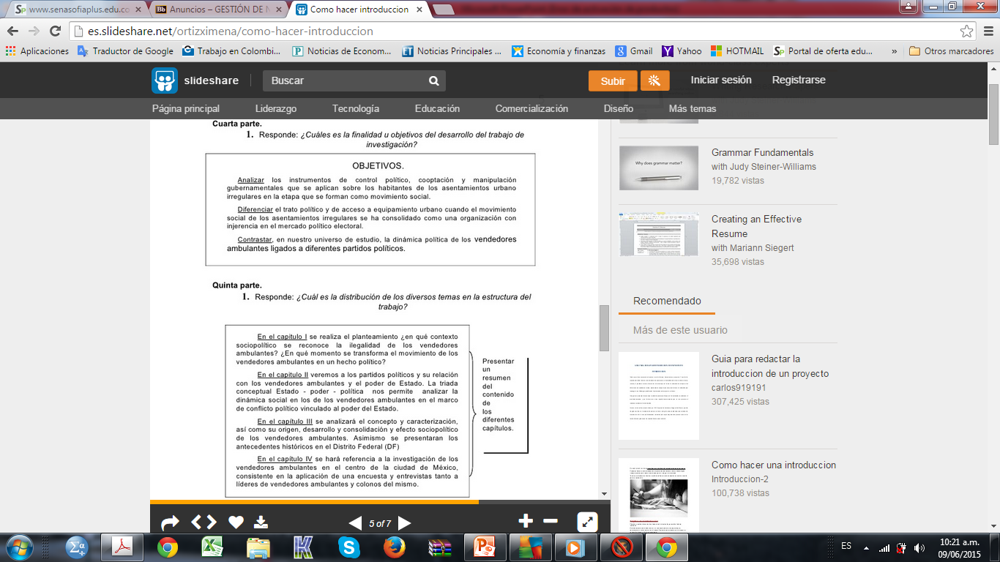 www.senasofiaplus.edu.co
Anuncios – GESTIÓN DE N
Como hacer introduccion
es.slideshare.net/ortizximena/como-hacer-introduccion
Aplicaciones Traductor de Google Trabajo en Colombi... Noticias de Econom... Noticias Principales ... Economía y finanzas Gmail Yahoo HOTMAIL Portal de oferta edu... » Otros marcadores
slideshare Buscar Subir Iniciar sesión Registrarse
Página principal Liderazgo Tecnología Educación Comercialización Diseño Más temas
Cuarta parte.
1. Responde: ¿Cuáles es la finalidad u objetivos del desarrollo del trabajo de
investigación?
OBJETIVOS.
Analizar los instrumentos de control político, cooptación y manipulación
gubernamentales que se aplican sobre los habitantes de los asentamientos urbano
irregulares en la etapa que se forman como movimiento social.
Diferenciar el trato político y de acceso a equipamiento urbano cuando el movimiento
social de los asentamientos irregulares se ha consolidado como una organización con
injerencia en el mercado político electoral.
Contrastar, en nuestro universo de estudio, la dinámica política de los vendedores
ambulantes ligados a diferentes partidos políticos.
Quinta parte.
1. Responde: ¿Cuál es la distribución de los diversos temas en la estructura del
trabajo?
En el capitulo I se realiza el planteamiento ¿en qué contexto
sociopolítico se reconoce la ilegalidad de los vendedores
ambulantes? ¿En qué momento se transforma el movimiento de los
vendedores ambulantes en un hecho político?
En el capitulo II veremos a los partidos políticos y su relación
con los vendedores ambulantes y el poder de Estado. La triada
conceptual Estado - poder - política nos permite analizar la
dinámica social en los de los vendedores ambulantes en el marco
de conflicto político vinculado al poder del Estado.
En el capítulo III se analizará el concepto y caracterización,
así como su origen, desarrollo y consolidación y efecto sociopolítico
de los vendedores ambulantes. Asimismo se presentaran los
antecedentes históricos en el Distrito Federal (DF)
En el capítulo IV se hará referencia a la investigación de los
vendedores ambulantes en el centro de la ciudad de México,
consistente en la aplicación de una encuesta y entrevistas tanto a
líderes de vendedores ambulantes y colonos del mismo.
Presentar
un
resumen
del
contenido
de
los
diferentes
capítulos.
5 of 7
Why does grammar matter?
Grammar Fundamentals
with Judy Steiner-Williams
19,782 vistas
Creating an Effective
Resume
with Mariann Siegert
35,698 vistas
Recomendado
Más de este usuario
Guia para redactar la
introduccion de un proyecto
carlos919191
307,425 vistas
Como hacer una introduccion
Introduccion-2
100,738 vistas
ES
10:21 a.m.
09/06/2015